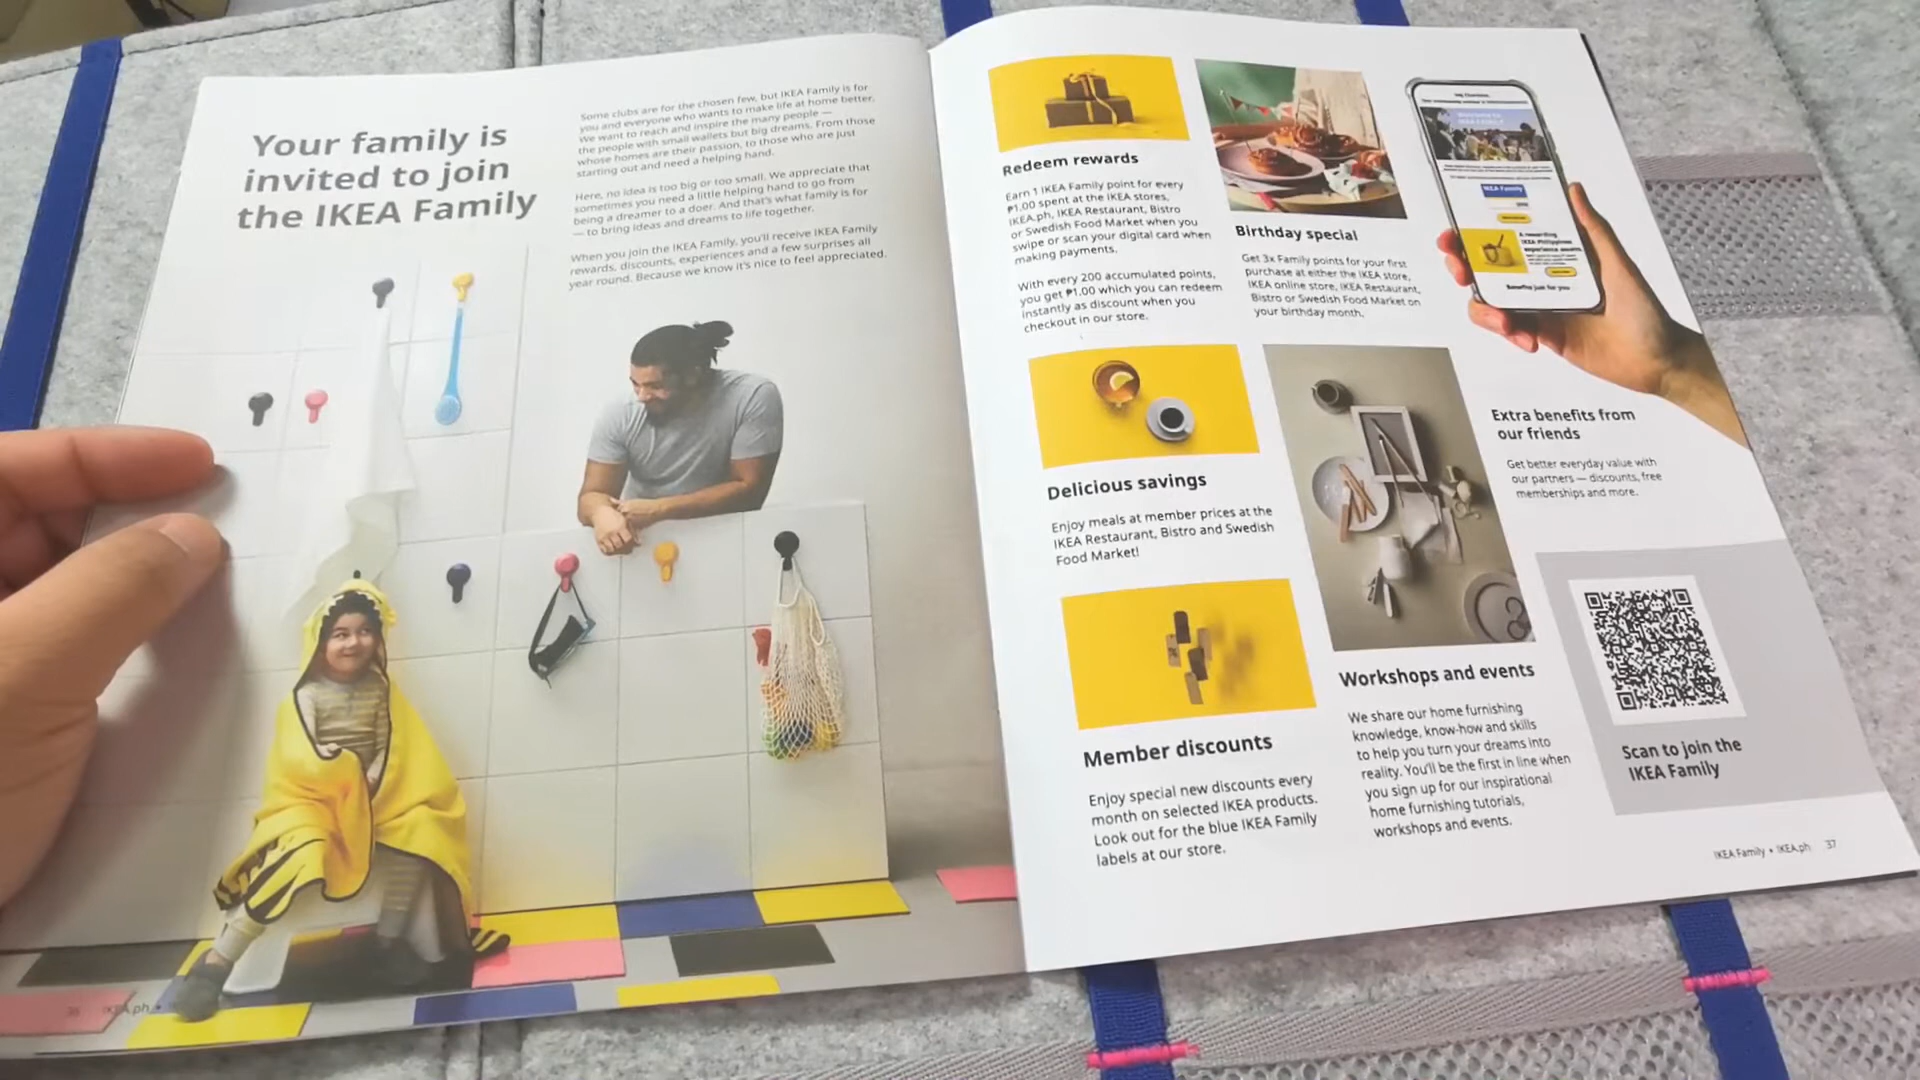 Your family is
invited to join
the IKEA Family
Some clubs are for the chosen few, but IKEA Family is for
you and everyone who wants to make life at home better.
We want to reach and inspire the many people —
the people with small wallets but big dreams. From those
whose homes are their passion, to those who are just
starting out and need a helping hand.
Here, no idea is too big or too small. We appreciate that
sometimes you need a little helping hand to go from
being a dreamer to a doer. And that's what family is for
— to bring ideas and dreams to life together.
When you join the IKEA Family, you'll receive IKEA Family
rewards, discounts, experiences and a few surprises all
year round. Because we know it's nice to feel appreciated.
36 IKEA.ph •
Redeem rewards
Earn 1 IKEA Family point for every
₱1.00 spent at the IKEA stores,
IKEA.ph, IKEA Restaurant, Bistro
or Swedish Food Market when you
swipe or scan your digital card when
making payments.
With every 200 accumulated points,
you get ₱1.00 which you can redeem
instantly as discount when you
checkout in our store.
Birthday special
Get 3x Family points for your first
purchase at either the IKEA store,
IKEA online store, IKEA Restaurant,
Bistro or Swedish Food Market on
your birthday month.
IKEA Family
A rewarding
IKEA Philippines
experience awaits
Benefits just for you
Delicious savings
Enjoy meals at member prices at the
IKEA Restaurant, Bistro and Swedish
Food Market!
Extra benefits from
our friends
Get better everyday value with
our partners — discounts, free
memberships and more.
Member discounts
Enjoy special new discounts every
month on selected IKEA products.
Look out for the blue IKEA Family
labels at our store.
Workshops and events
We share our home furnishing
knowledge, know-how and skills
to help you turn your dreams into
reality. You'll be the first in line when
you sign up for our inspirational
home furnishing tutorials,
workshops and events.
Scan to join the
IKEA Family
IKEA Family • IKEA.ph 37